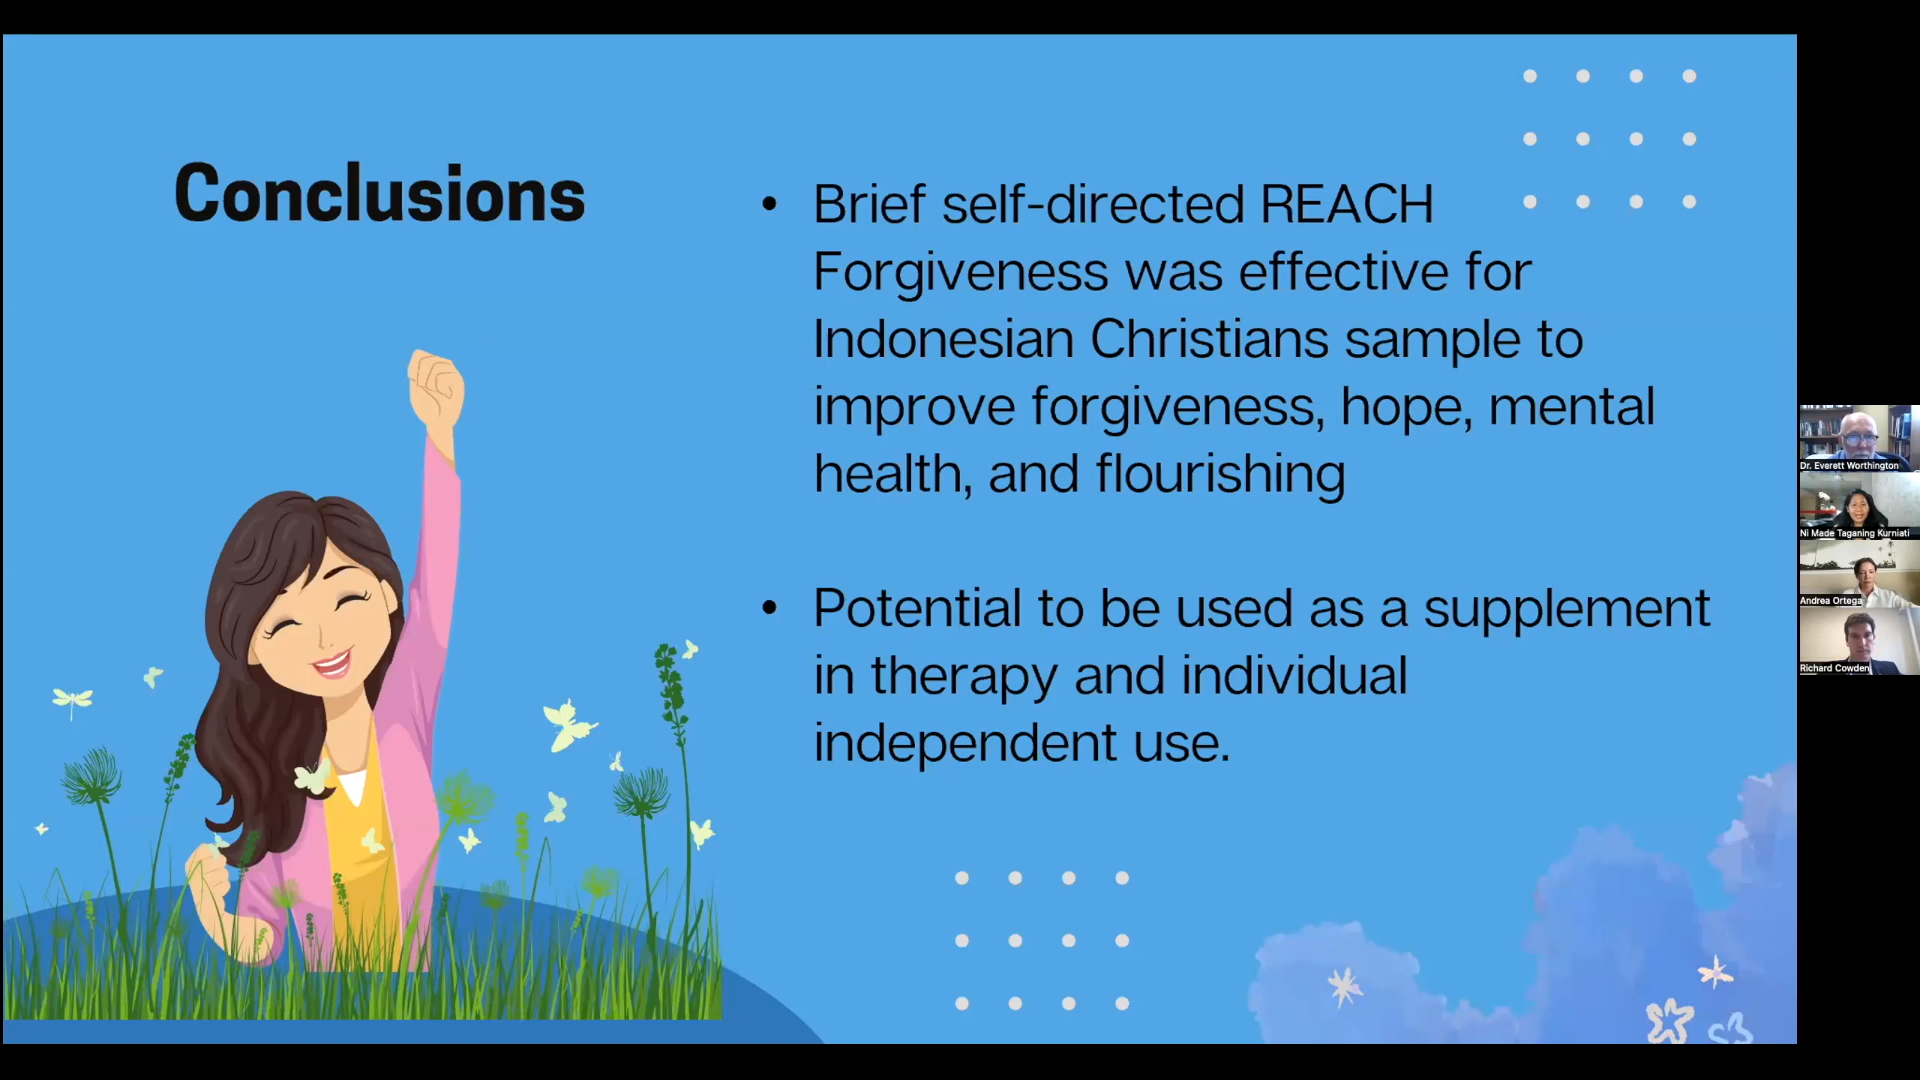 Conclusions
• Brief self-directed REACH
Forgiveness was effective for
Indonesian Christians sample to
improve forgiveness, hope, mental
health, and flourishing
• Potential to be used as a supplement
in therapy and individual
independent use.
Dr. Everett Worthington
Ni Made Taganing Kurniati
Andrea Ortega
Richard Cowden